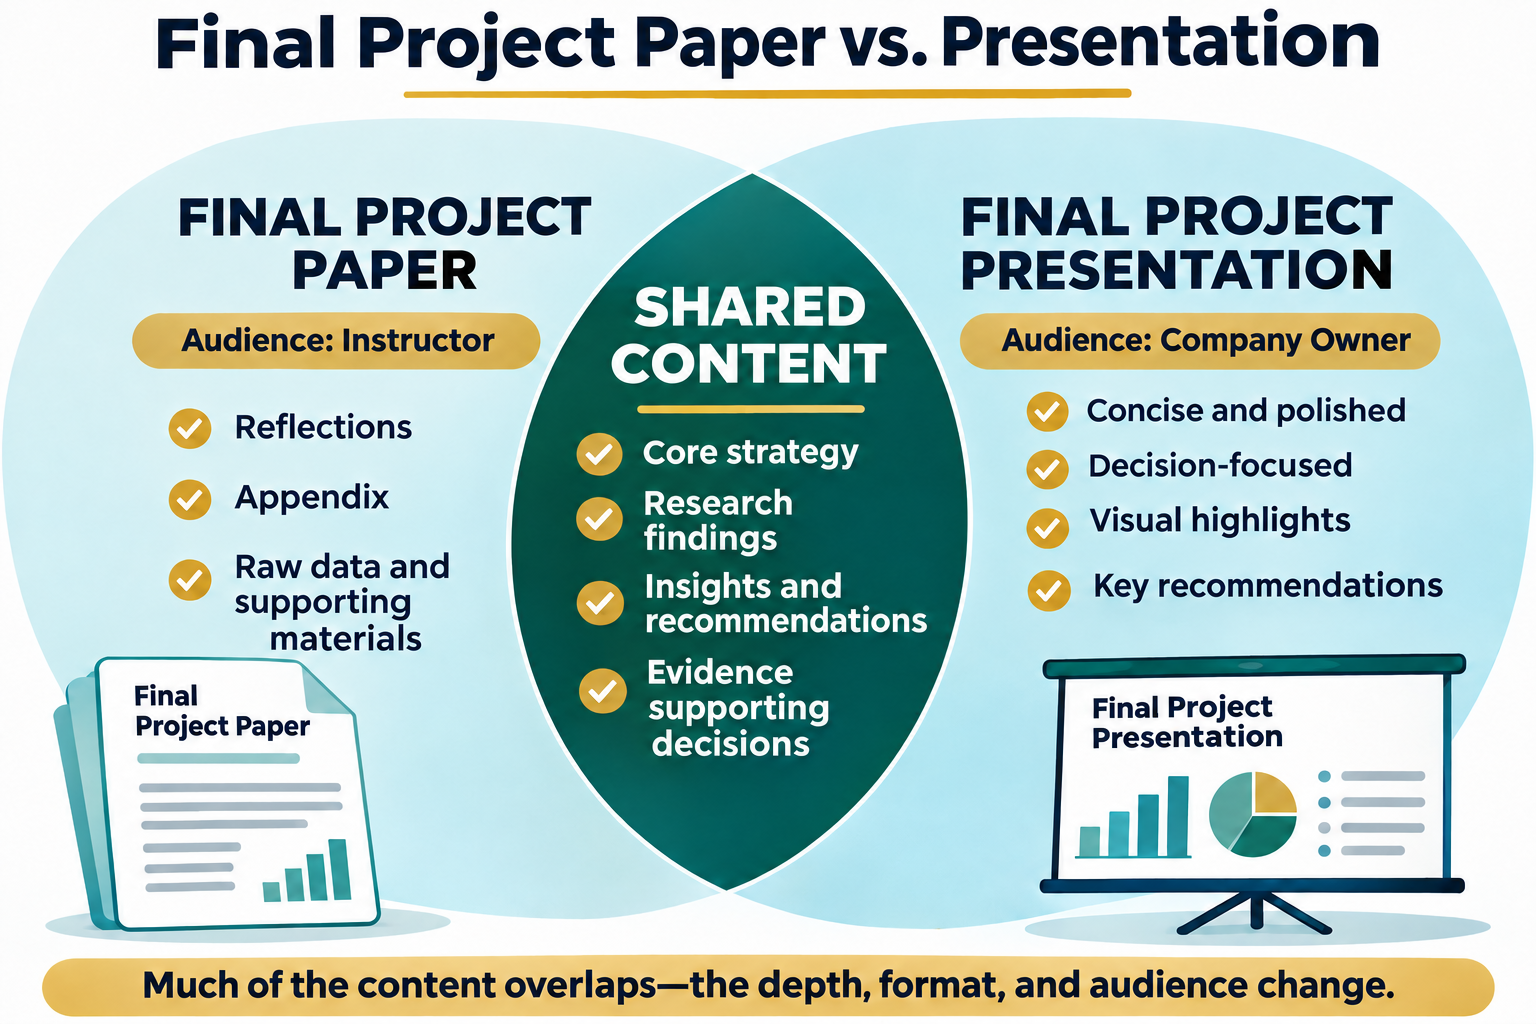 Final Project Paper vs. Presentation
FINAL PROJECT
PAPER
Audience: Instructor
Reflections
Appendix
Raw data and
supporting
materials
Final
Project Paper
SHARED
CONTENT
Core strategy
Research
findings
Insights and
recommendations
Evidence
supporting
decisions
FINAL PROJECT
PRESENTATION
Audience: Company Owner
Concise and polished
Decision-focused
Visual highlights
Key recommendations
Final Project
Presentation
Much of the content overlaps—the depth, format, and audience change.